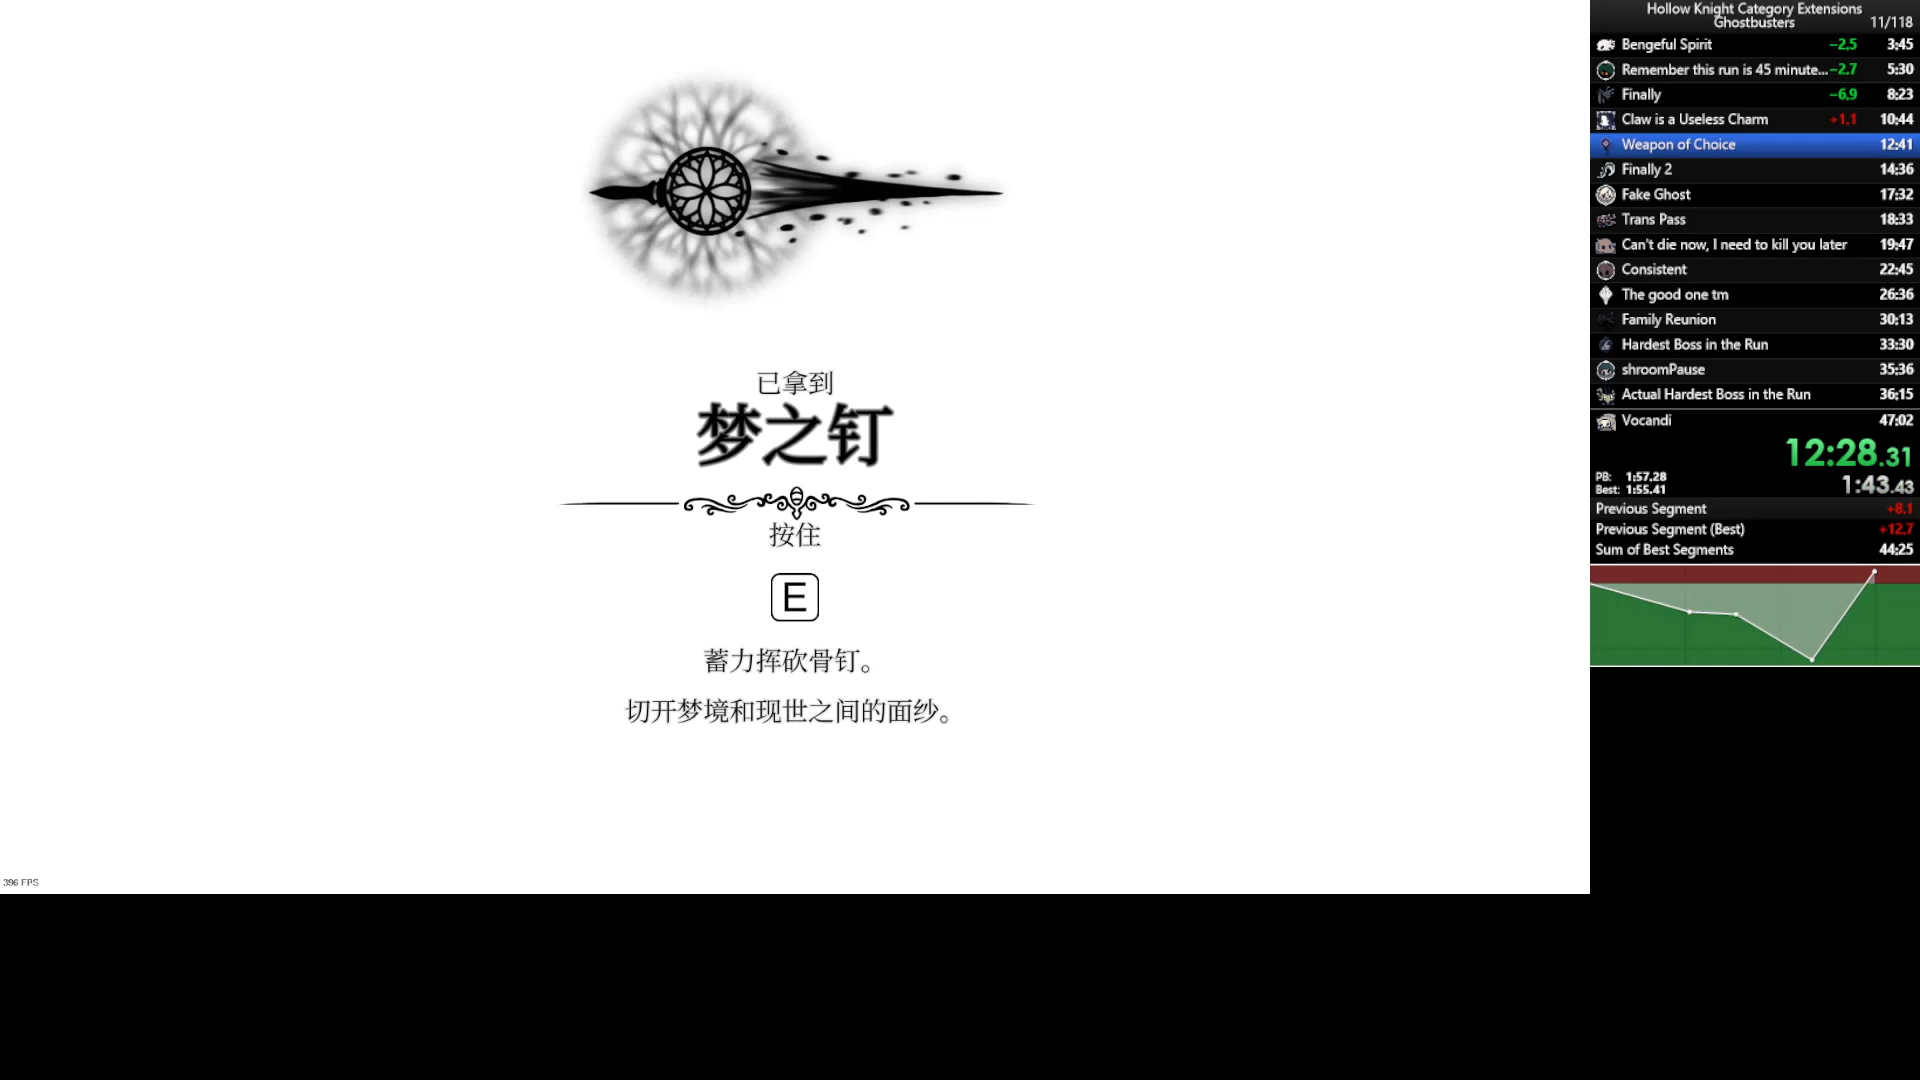 已拿到
梦之钉
按住
E
蓄力挥砍骨钉。
切开梦境和现世之间的面纱。
396 FPS
Hollow Knight Category Extensions
Ghostbusters 11/118
Bengeful Spirit −2.5 3:45
Remember this run is 45 minute... −2.7 5:30
Finally −6.9 8:23
Claw is a Useless Charm +1.1 10:44
Weapon of Choice 12:41
Finally 2 14:36
Fake Ghost 17:32
Trans Pass 18:33
Can't die now, I need to kill you later 19:47
Consistent 22:45
The good one tm 26:36
Family Reunion 30:13
Hardest Boss in the Run 33:30
shroomPause 35:36
Actual Hardest Boss in the Run 36:15
Vocandi 47:02
12:28.31
PB: 1:57.28
Best: 1:55.41
1:43.43
Previous Segment +8.1
Previous Segment (Best) +12.7
Sum of Best Segments 44:25